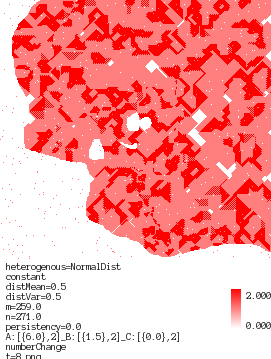 heterogenous=NormalDist
constant
distMean=0.5
distVar=0.5
m=259.0
n=271.0
persistency=0.0
A:[{6.0},2]_B:[{1.5},2]_C:[{0.0},2]
numberChange
t=8.png
2.000
0.000